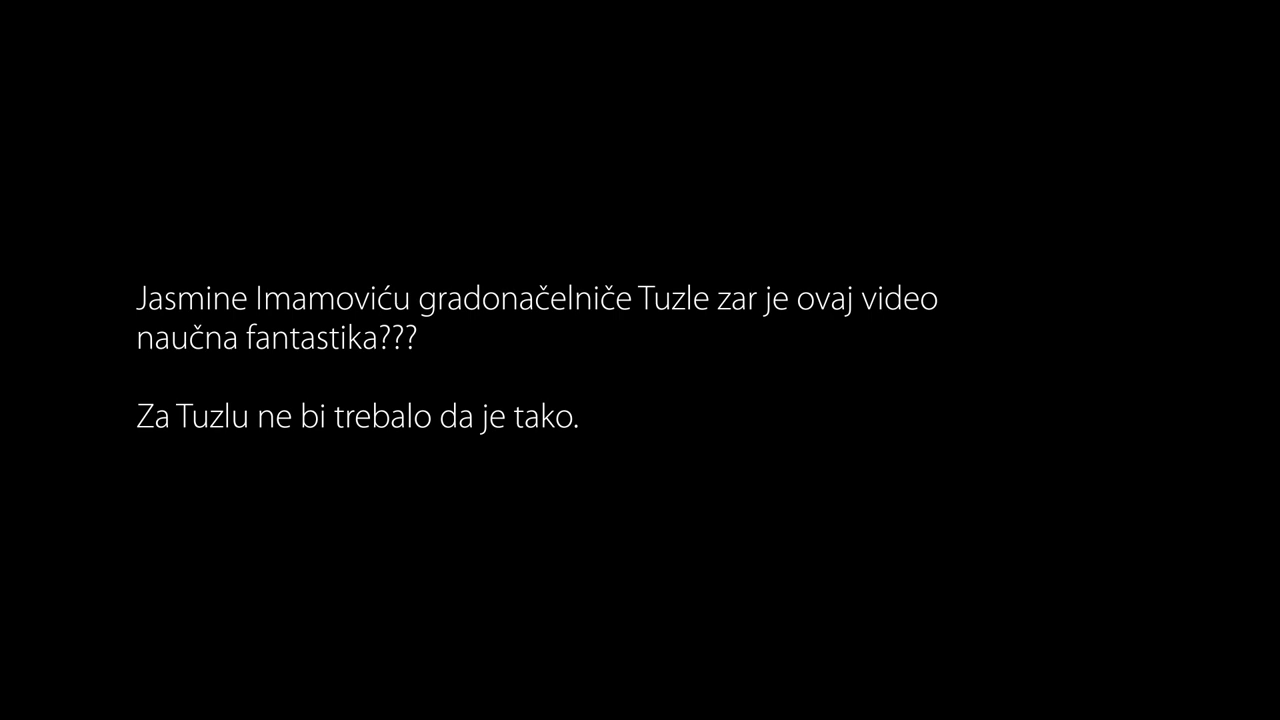 Jasmine Imamoviću gradonačelniče Tuzle zar je ovaj video
naučna fantastika???
Za Tuzlu ne bi trebalo da je tako.